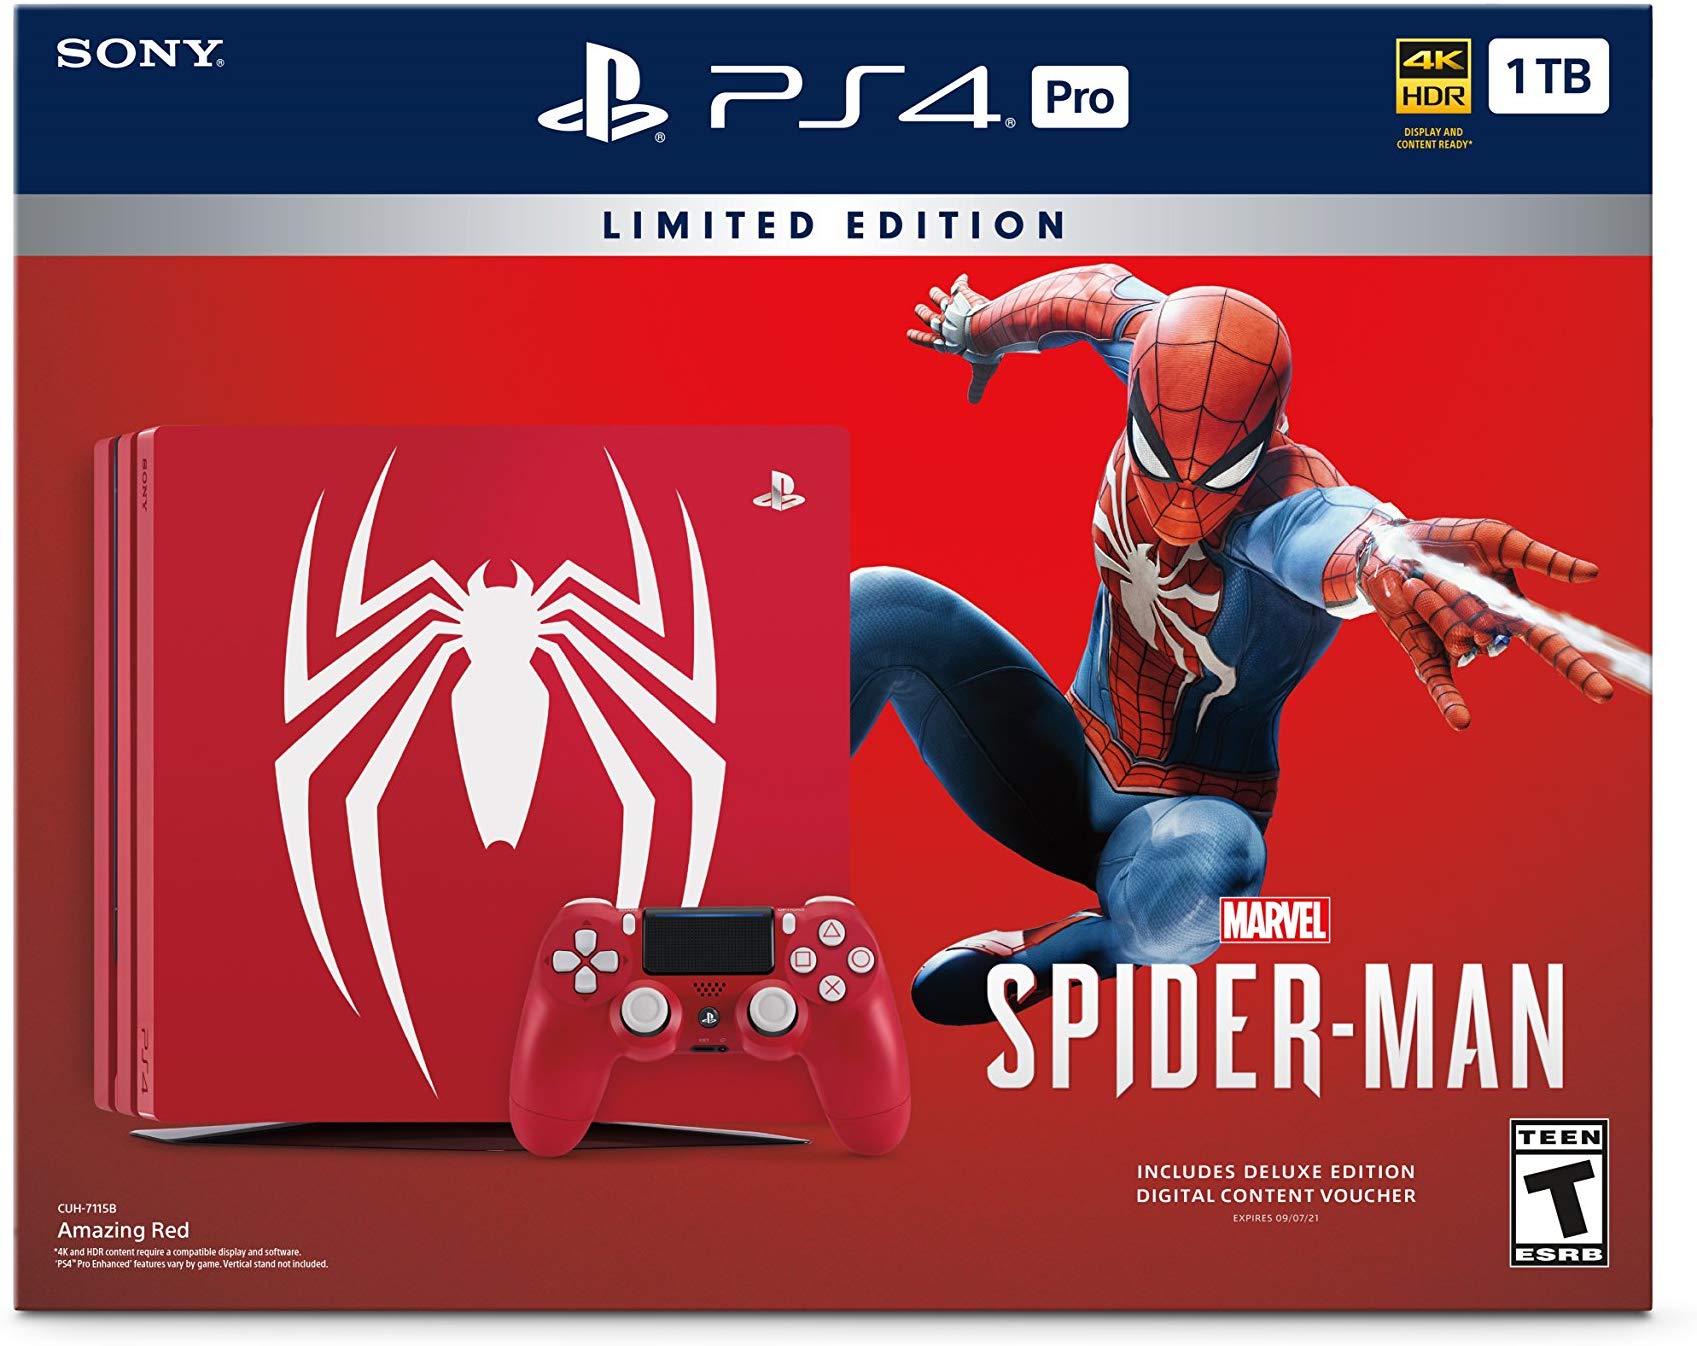 SONY®
PS4® Pro
4K
HDR
DISPLAY AND
CONTENT READY*
1TB
LIMITED EDITION
SONY
PS4
MARVEL
SPIDER-MAN
INCLUDES DELUXE EDITION
DIGITAL CONTENT VOUCHER
EXPIRES 09/07/21
TEEN
T
ESRB
CUH-7115B
Amazing Red
*4K and HDR content require a compatible display and software.
'PS4™ Pro Enhanced' features vary by game. Vertical stand not included.